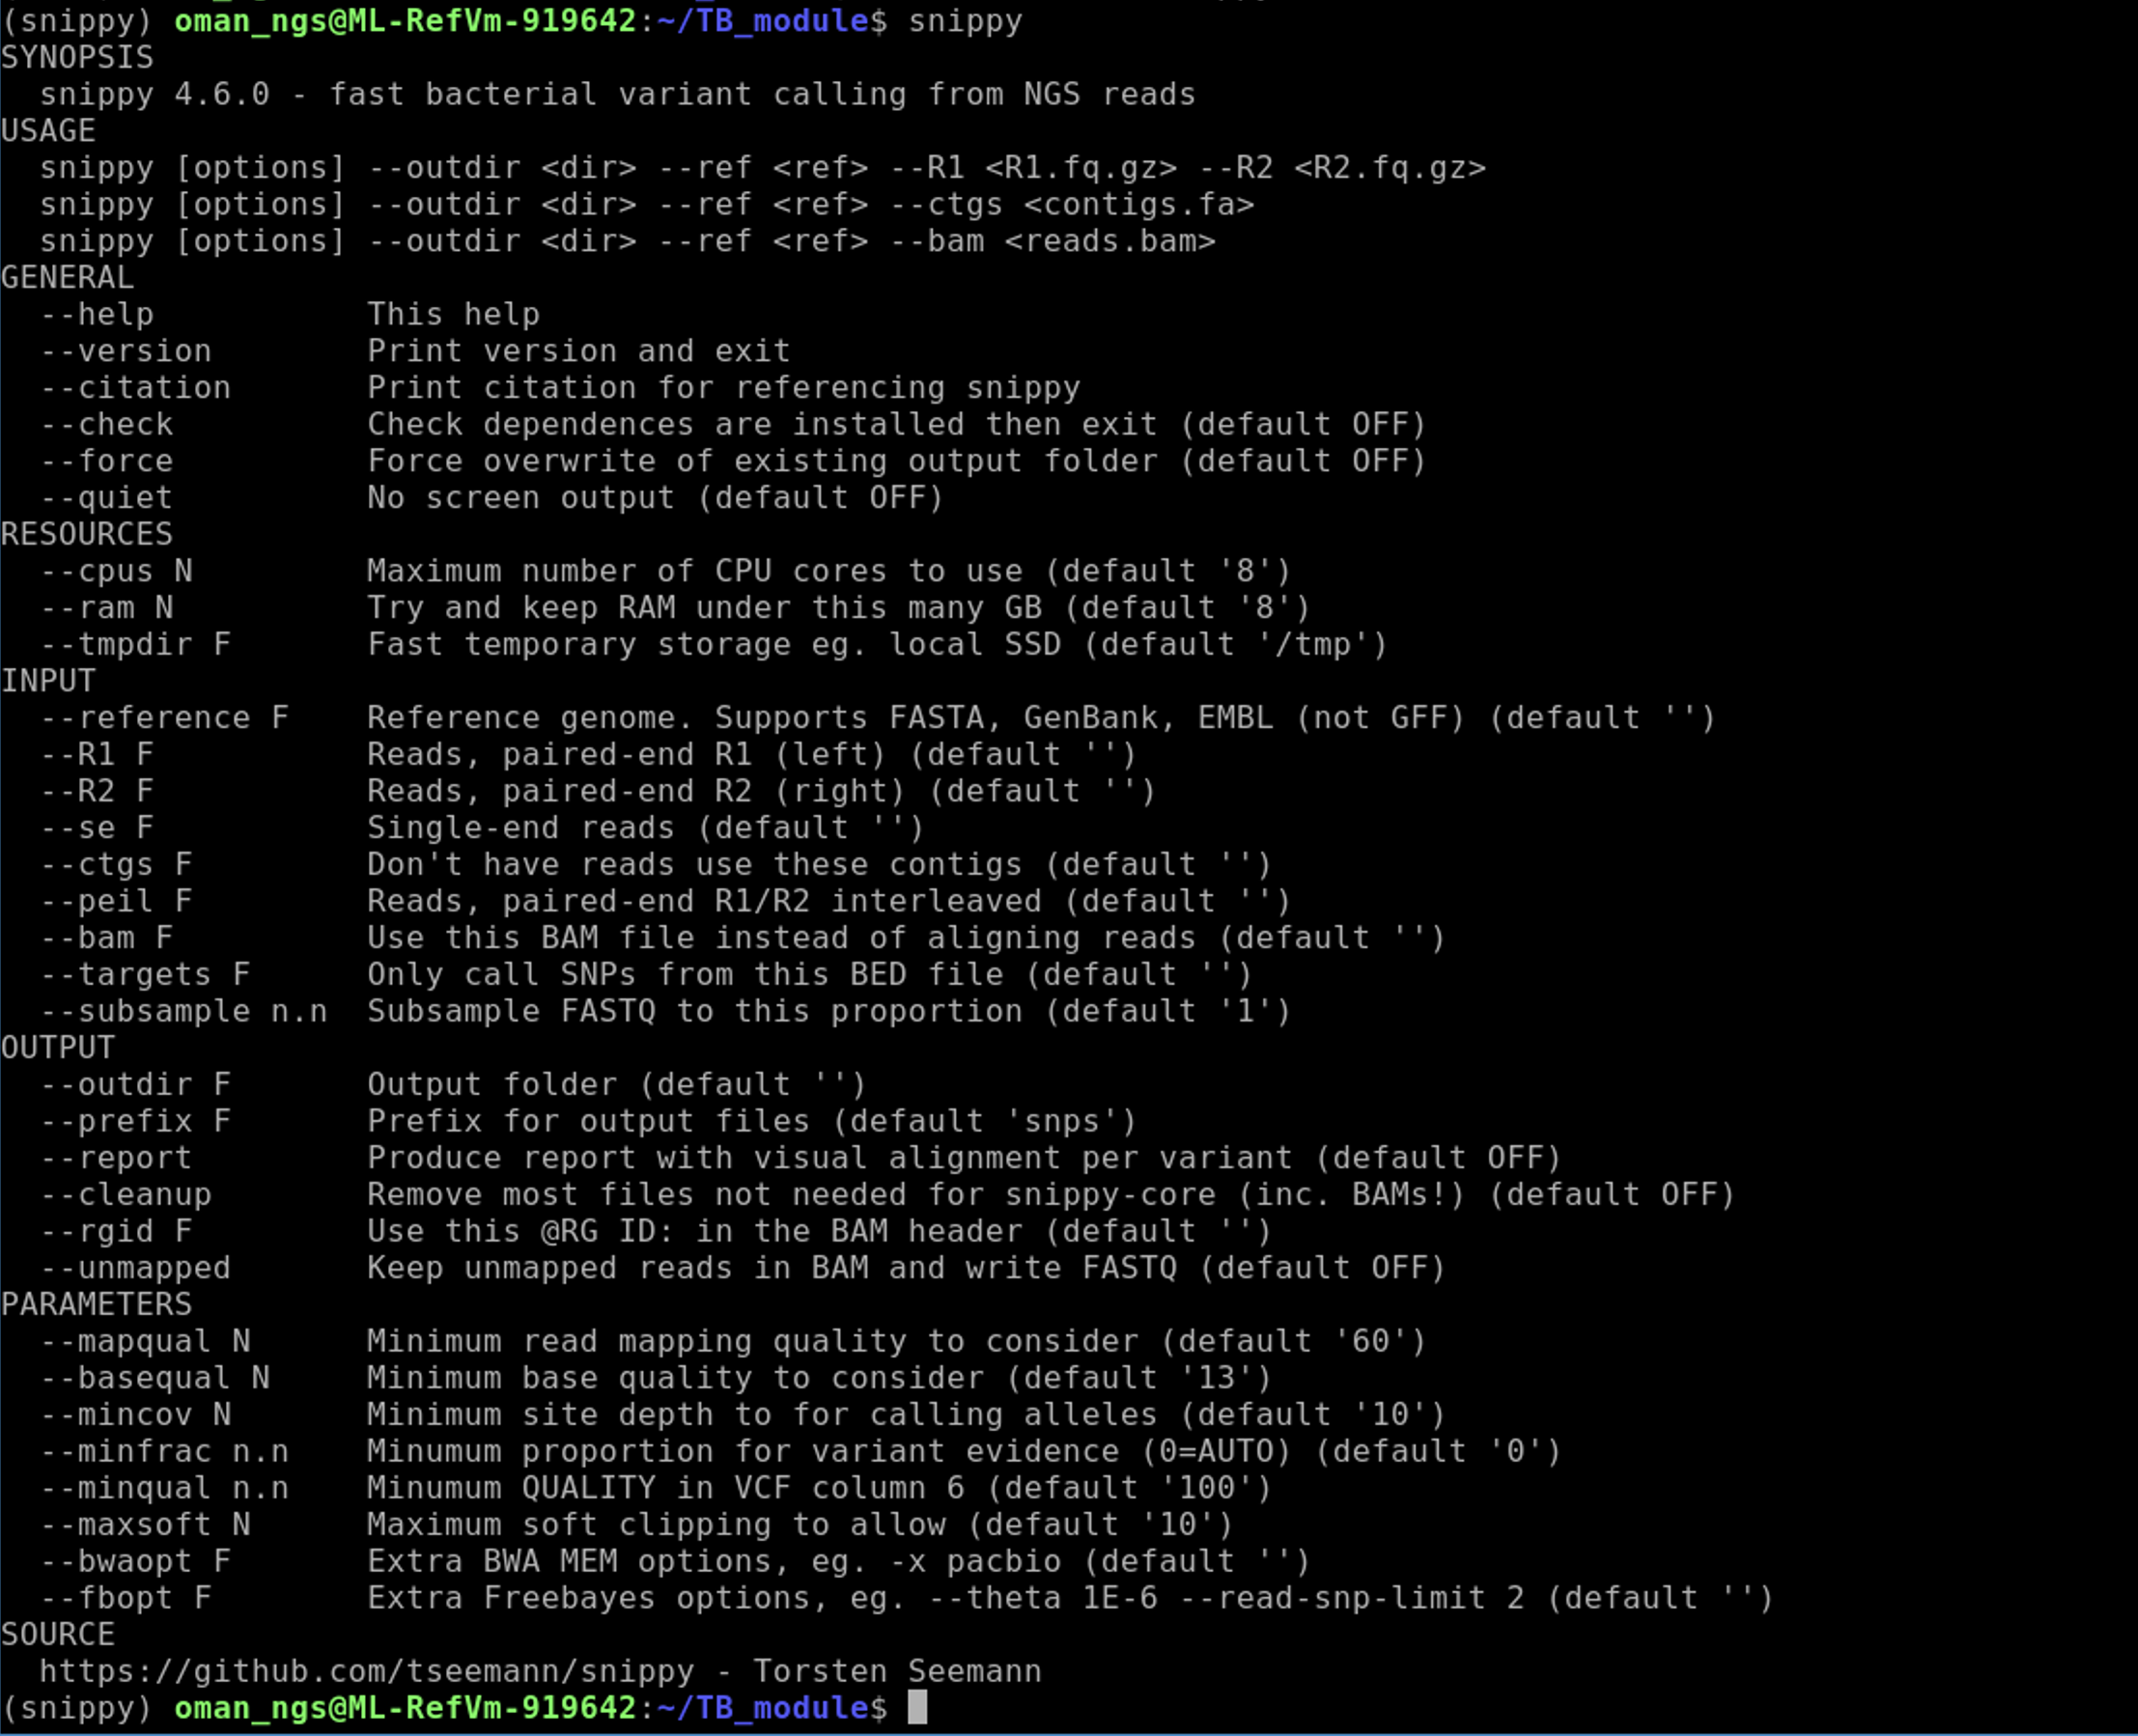 (snippy) oman_ngs@ML-RefVm-919642:~/TB_module$ snippy
SYNOPSIS
  snippy 4.6.0 - fast bacterial variant calling from NGS reads
USAGE
  snippy [options] --outdir <dir> --ref <ref> --R1 <R1.fq.gz> --R2 <R2.fq.gz>
  snippy [options] --outdir <dir> --ref <ref> --ctgs <contigs.fa>
  snippy [options] --outdir <dir> --ref <ref> --bam <reads.bam>
GENERAL
  --help           This help
  --version        Print version and exit
  --citation       Print citation for referencing snippy
  --check          Check dependences are installed then exit (default OFF)
  --force          Force overwrite of existing output folder (default OFF)
  --quiet          No screen output (default OFF)
RESOURCES
  --cpus N         Maximum number of CPU cores to use (default '8')
  --ram N          Try and keep RAM under this many GB (default '8')
  --tmpdir F       Fast temporary storage eg. local SSD (default '/tmp')
INPUT
  --reference F    Reference genome. Supports FASTA, GenBank, EMBL (not GFF) (default '')
  --R1 F           Reads, paired-end R1 (left) (default '')
  --R2 F           Reads, paired-end R2 (right) (default '')
  --se F           Single-end reads (default '')
  --ctgs F         Don't have reads use these contigs (default '')
  --peil F         Reads, paired-end R1/R2 interleaved (default '')
  --bam F          Use this BAM file instead of aligning reads (default '')
  --targets F      Only call SNPs from this BED file (default '')
  --subsample n.n  Subsample FASTQ to this proportion (default '1')
OUTPUT
  --outdir F       Output folder (default '')
  --prefix F       Prefix for output files (default 'snps')
  --report         Produce report with visual alignment per variant (default OFF)
  --cleanup        Remove most files not needed for snippy-core (inc. BAMs!) (default OFF)
  --rgid F         Use this @RG ID: in the BAM header (default '')
  --unmapped       Keep unmapped reads in BAM and write FASTQ (default OFF)
PARAMETERS
  --mapqual N      Minimum read mapping quality to consider (default '60')
  --basequal N     Minimum base quality to consider (default '13')
  --mincov N       Minimum site depth to for calling alleles (default '10')
  --minfrac n.n    Minumum proportion for variant evidence (0=AUTO) (default '0')
  --minqual n.n    Minumum QUALITY in VCF column 6 (default '100')
  --maxsoft N      Maximum soft clipping to allow (default '10')
  --bwaopt F       Extra BWA MEM options, eg. -x pacbio (default '')
  --fbopt F        Extra Freebayes options, eg. --theta 1E-6 --read-snp-limit 2 (default '')
SOURCE
  https://github.com/tseemann/snippy - Torsten Seemann
(snippy) oman_ngs@ML-RefVm-919642:~/TB_module$